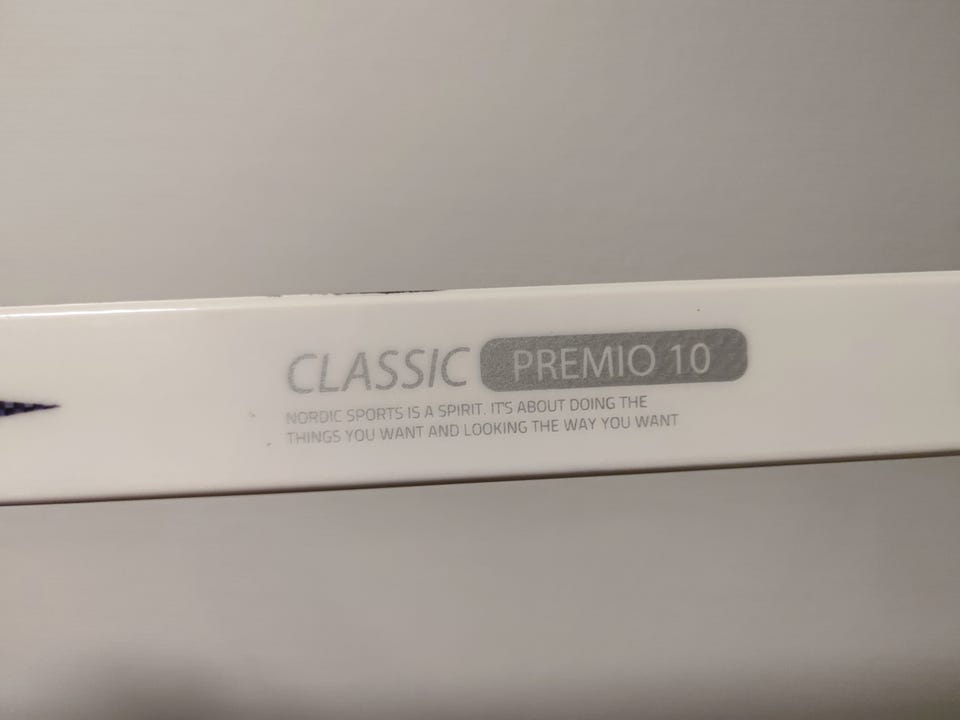 CLASSIC PREMIO 10
NORDIC SPORTS IS A SPIRIT. IT'S ABOUT DOING THE
THINGS YOU WANT AND LOOKING THE WAY YOU WANT